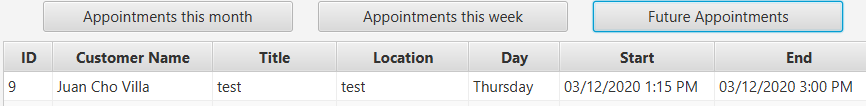 Appointments this month Appointments this week Future Appointments
ID Customer Name Title Location Day Start End
9 Juan Cho Villa test test Thursday 03/12/2020 1:15 PM 03/12/2020 3:00 PM